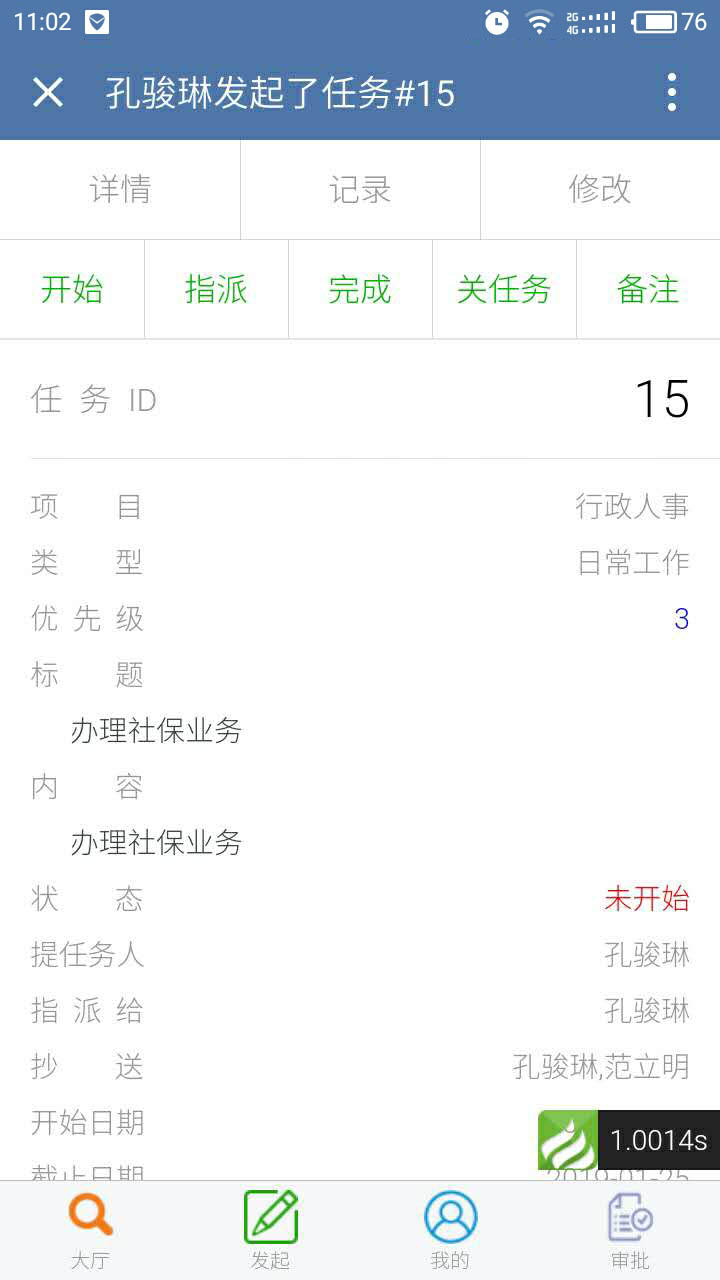 11:02 2G 4G 76
孔骏琳发起了任务#15
详情 记录 修改
开始 指派 完成 关任务 备注
任务 ID 15
项目 行政人事
类型 日常工作
优先级 3
标题
办理社保业务
内容
办理社保业务
状态 未开始
提任务人 孔骏琳
指派给 孔骏琳
抄送 孔骏琳,范立明
开始日期
1.0014s
截止日期 2019-01-25
大厅 发起 我的 审批